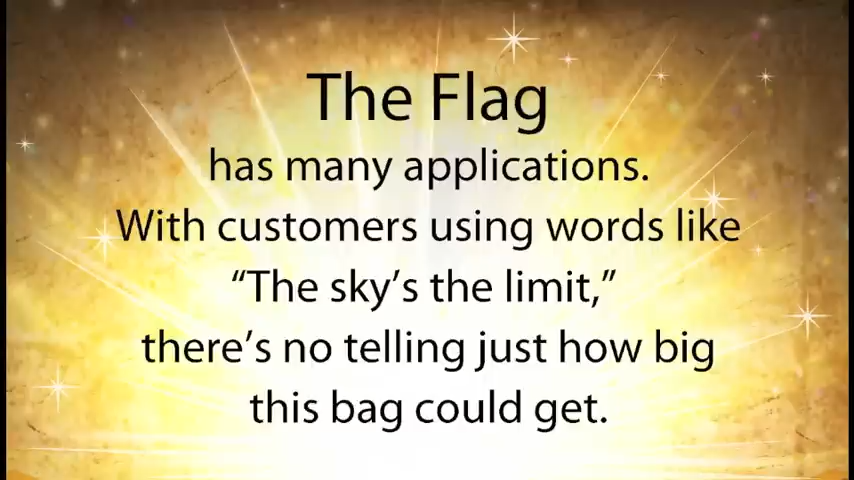 The Flag
has many applications.
With customers using words like
“The sky’s the limit,”
there’s no telling just how big
this bag could get.